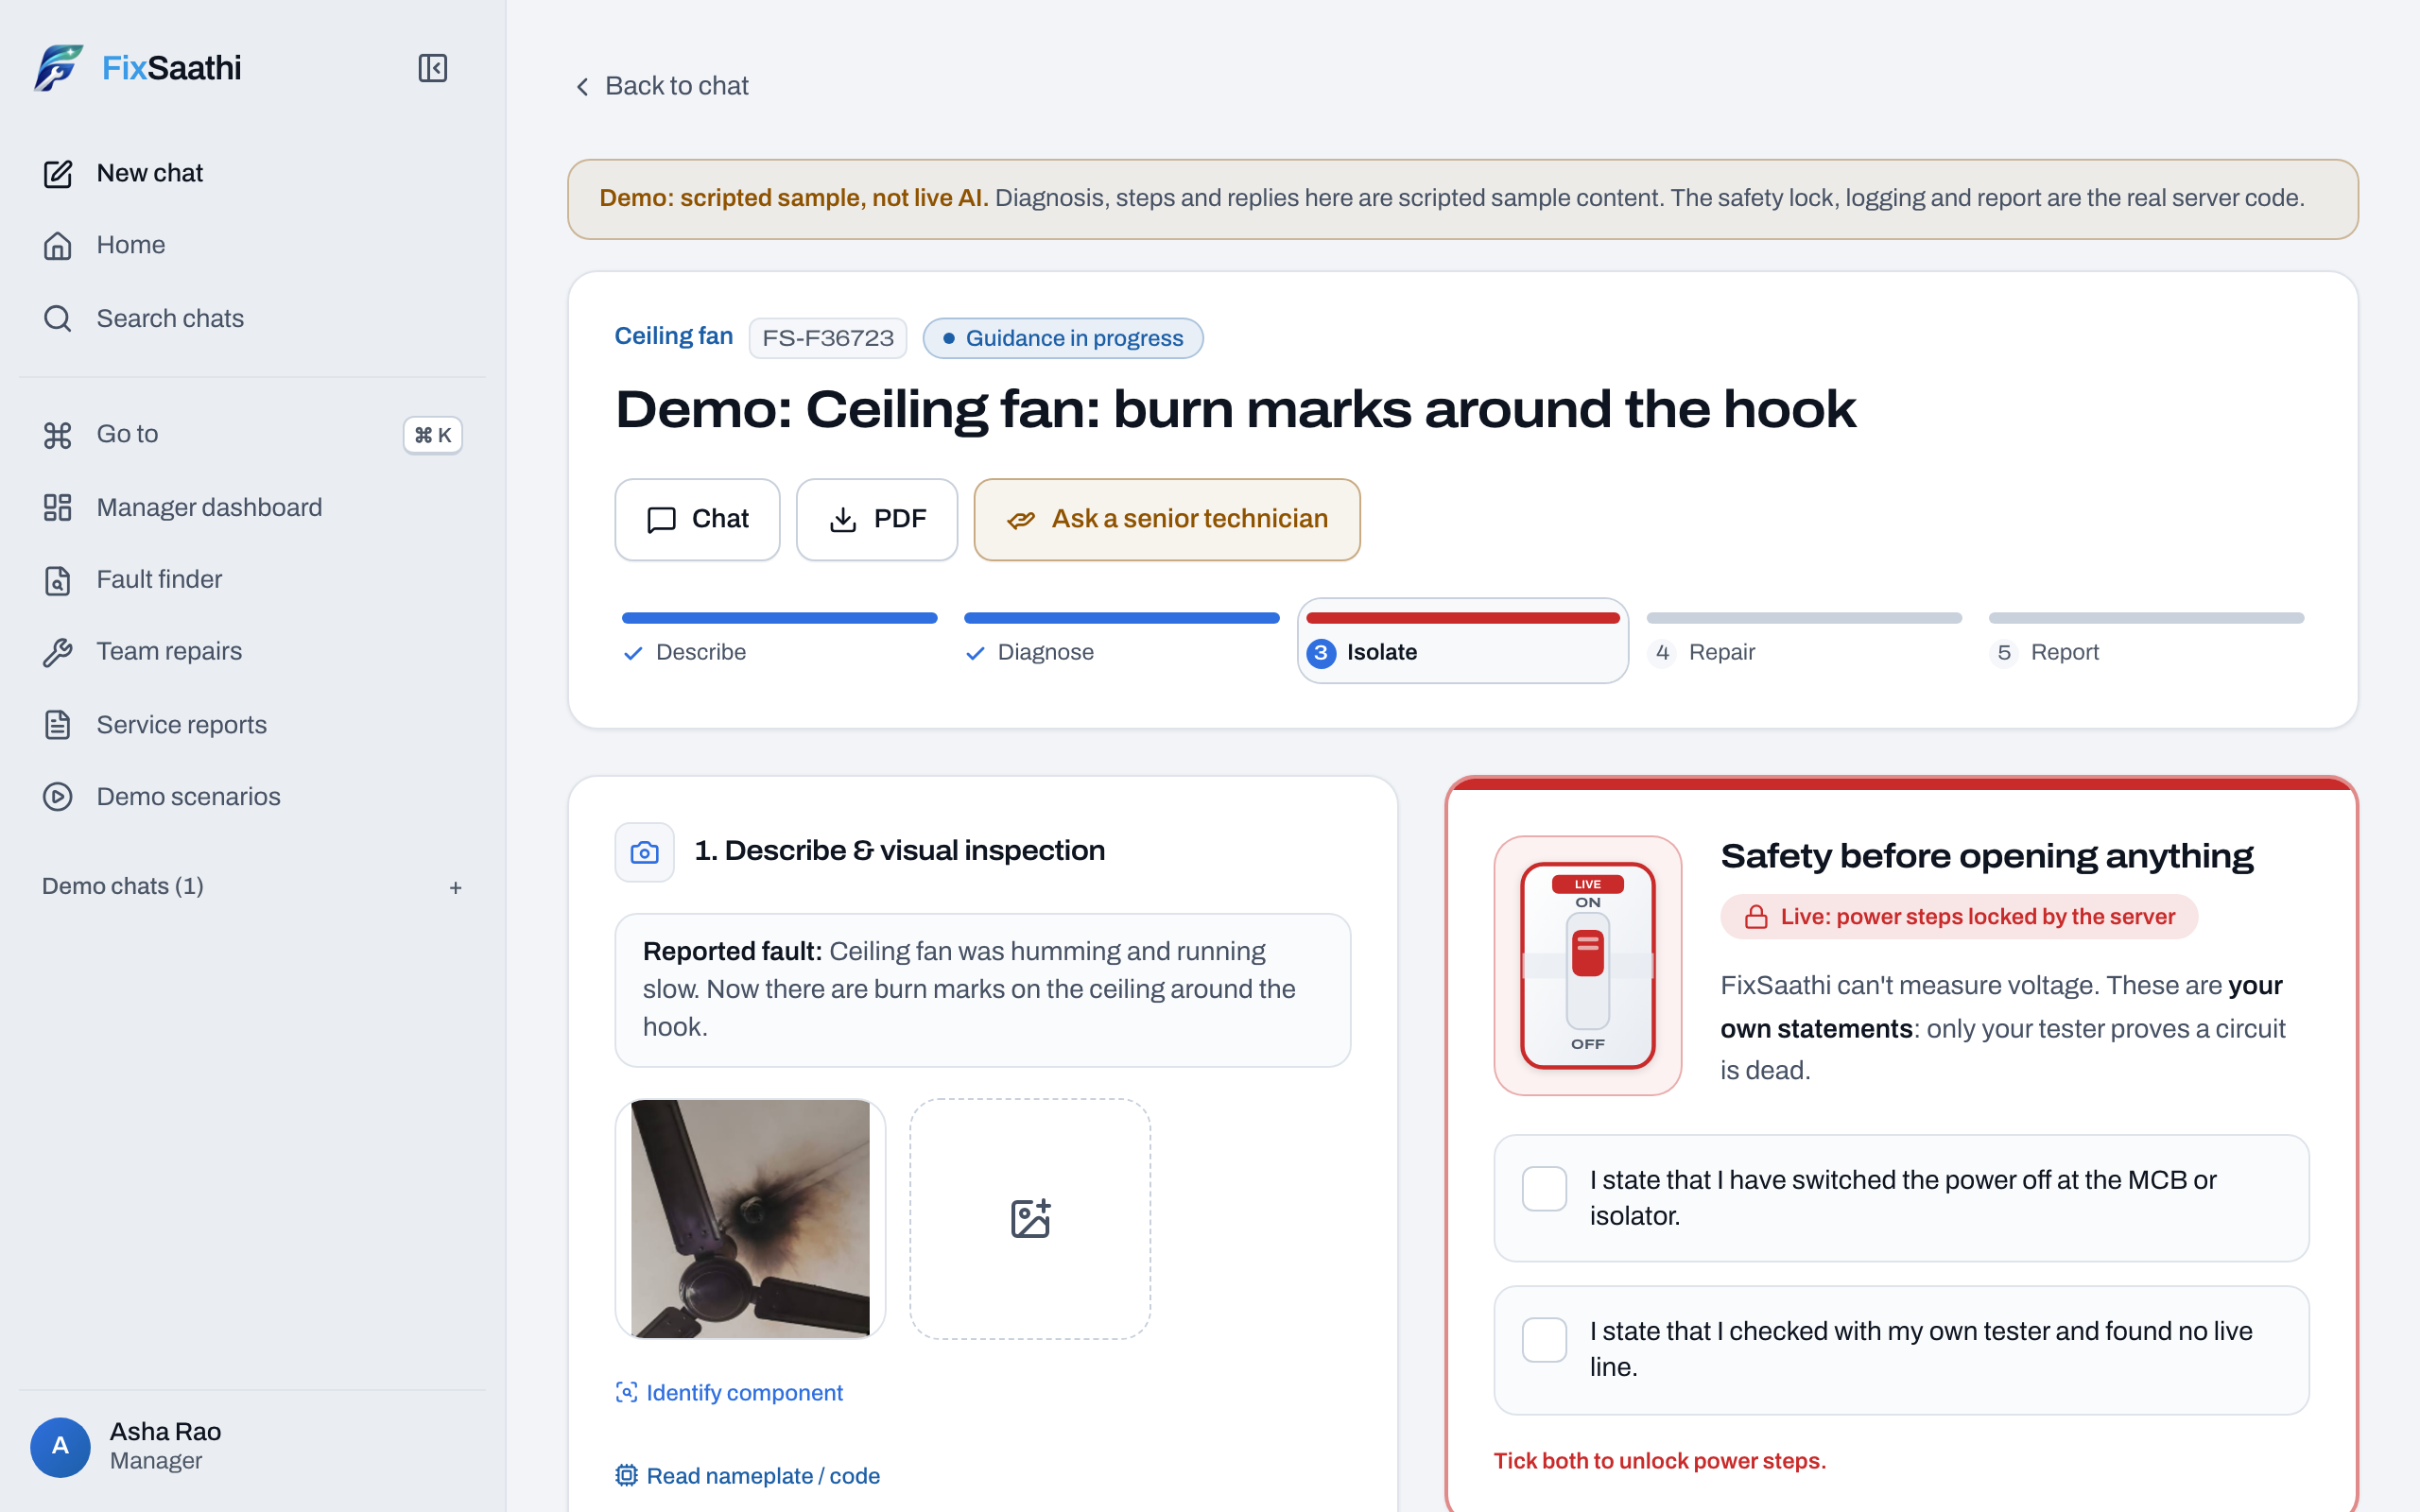 FixSaathi
New chat
Home
Search chats
Go to
⌘ K
Manager dashboard
Fault finder
Team repairs
Service reports
Demo scenarios
Demo chats (1)
+
A
Asha Rao
Manager
Back to chat
Demo: scripted sample, not live AI. Diagnosis, steps and replies here are scripted sample content. The safety lock, logging and report are the real server code.
Ceiling fan
FS-F36723
Guidance in progress
Demo: Ceiling fan: burn marks around the hook
Chat
PDF
Ask a senior technician
Describe
Diagnose
3 Isolate
4 Repair
5 Report
1. Describe & visual inspection
Reported fault: Ceiling fan was humming and running
slow. Now there are burn marks on the ceiling around the
hook.
Identify component
Read nameplate / code
LIVE
ON
OFF
Safety before opening anything
Live: power steps locked by the server
FixSaathi can't measure voltage. These are your
own statements: only your tester proves a circuit
is dead.
I state that I have switched the power off at the MCB or
isolator.
I state that I checked with my own tester and found no live
line.
Tick both to unlock power steps.